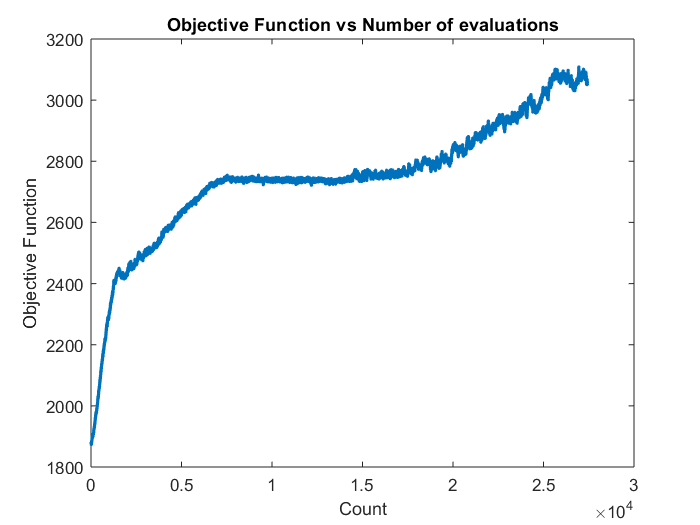 Objective Function vs Number of evaluations
3200
3000
2800
2600
2400
2200
2000
1800
Objective Function
0 0.5 1 1.5 2 2.5 3
Count
×10^4